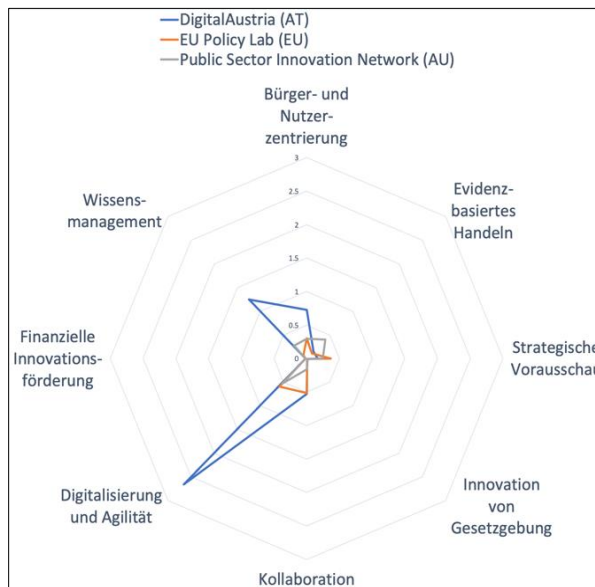 DigitalAustria (AT)
EU Policy Lab (EU)
Public Sector Innovation Network (AU)
Bürger- und
Nutzer-
zentrierung
Evidenz-
basiertes
Handeln
Strategische
Vorausschau
Innovation
von
Gesetzgebung
Kollaboration
Digitalisierung
und Agilität
Finanzielle
Innovations-
förderung
Wissens-
management
3
2.5
2
1.5
1
0.5
0